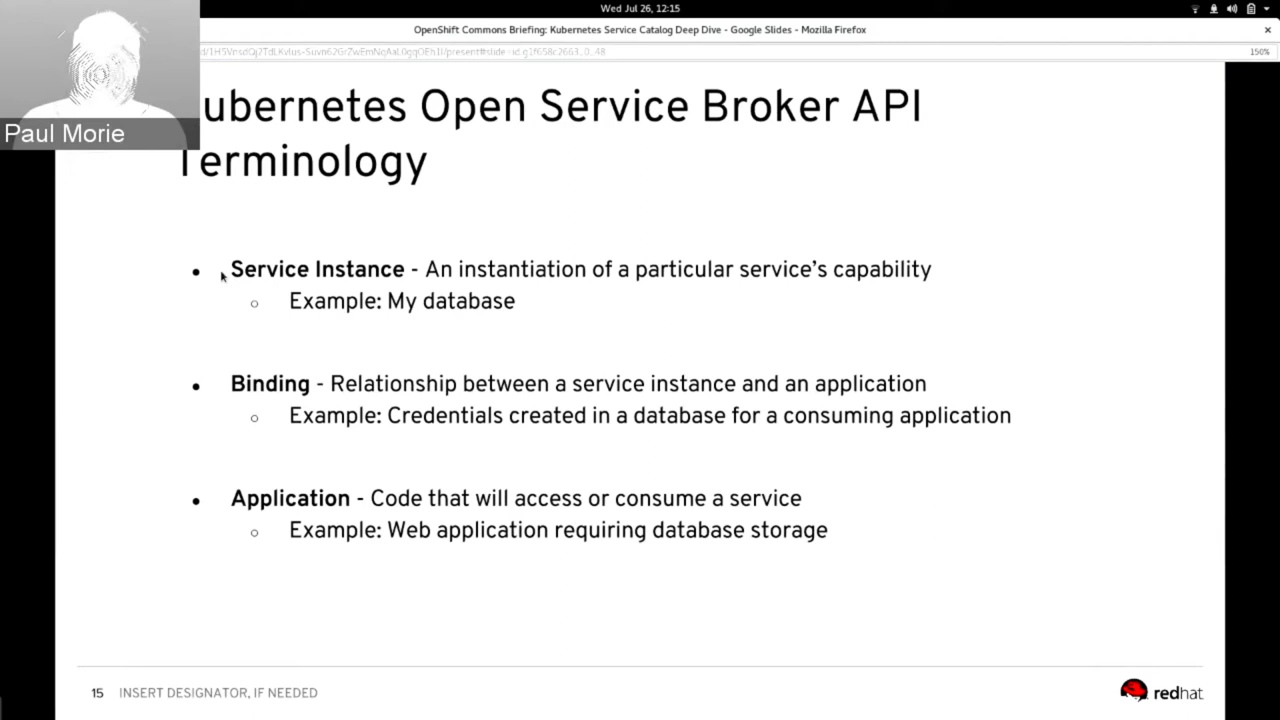 Wed Jul 26, 12:15
OpenShift Commons Briefing: Kubernetes Service Catalog Deep Dive - Google Slides - Mozilla Firefox
150%
Paul Morie
ubernetes Open Service Broker API
Terminology
Service Instance - An instantiation of a particular service's capability
Example: My database
Binding - Relationship between a service instance and an application
Example: Credentials created in a database for a consuming application
Application - Code that will access or consume a service
Example: Web application requiring database storage
15 INSERT DESIGNATOR, IF NEEDED
redhat